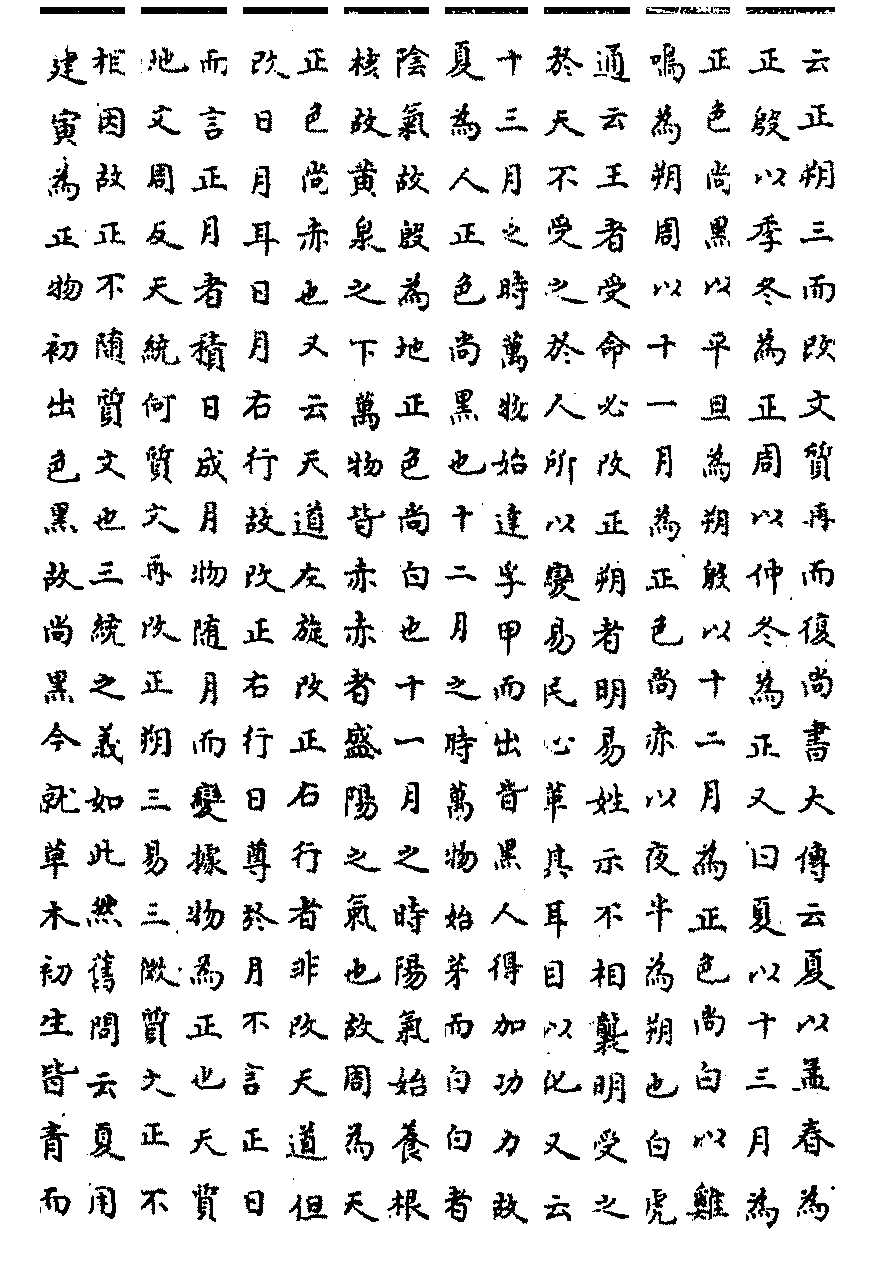 云正朔三而改文質再而復尚書大傳云夏以孟春為
正殷以季冬為正周以仲冬為正又曰夏以十三月為
正色尚黑以平旦為朔殷以十二月為正色尚白以雞
鳴為朔周以十一月為正色尚赤以夜半為朔也白虎
通云王者受命必改正朔者明易姓示不相襲明受之
於天不受之於人所以變易民心革其耳目以化又云
十三月之時萬物始達孚甲而出皆黑人得加功力故
夏為人正色尚黑也十二月之時萬物始芽而白白者
陰氣故殷為地正色尚白也十一月之時陽氣始養根
核故黃泉之下萬物皆赤赤者盛陽之氣也故周為天
正色尚赤也又云天道左旋改正右行者非改天道但
改日月耳日月右行故改正右行日尊於月不言正日
而言正月者積日成月物随月而變據物為正也天質
地文周反天統何質文再改正朔三易三微質文正不
相因故正不随質文也三統之義如此然舊問云夏用
建寅為正物初出色黑故尚黑今就草木初生皆青而